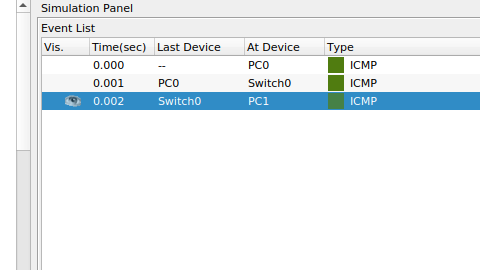 Simulation Panel
Event List
Vis. Time(sec) Last Device At Device Type
0.000 -- PC0 ICMP
0.001 PC0 Switch0 ICMP
0.002 Switch0 PC1 ICMP